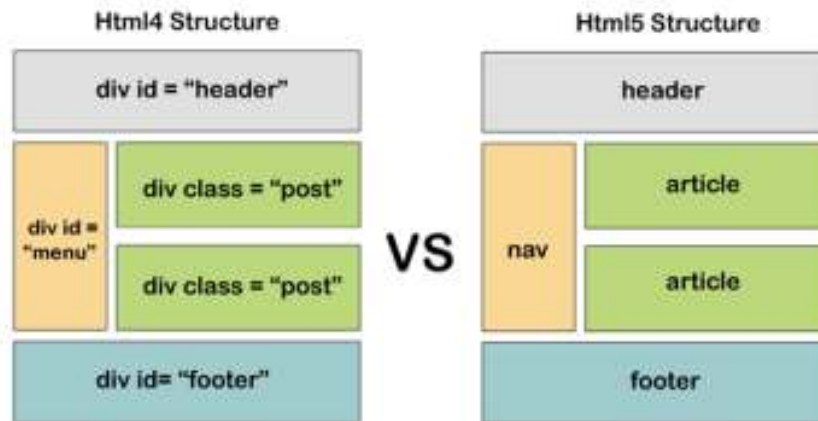 Html4 Structure
div id = “header”
div id =
“menu”
div class = “post”
div class = “post”
div id= “footer”
VS
Html5 Structure
header
nav
article
article
footer